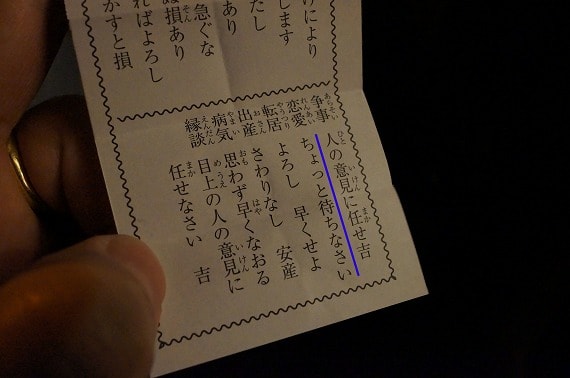 けにより
します
たし
あり
急ぐな
ぬ損あり
ればよろし
かすと損
争事 人の意見に任せ吉
恋愛 ちょっと待ちなさい
転居 よろし 早くせよ
出産 さわりなし 安産
病気 思わず早くなおる
縁談 目上の人の意見に
任せなさい 吉